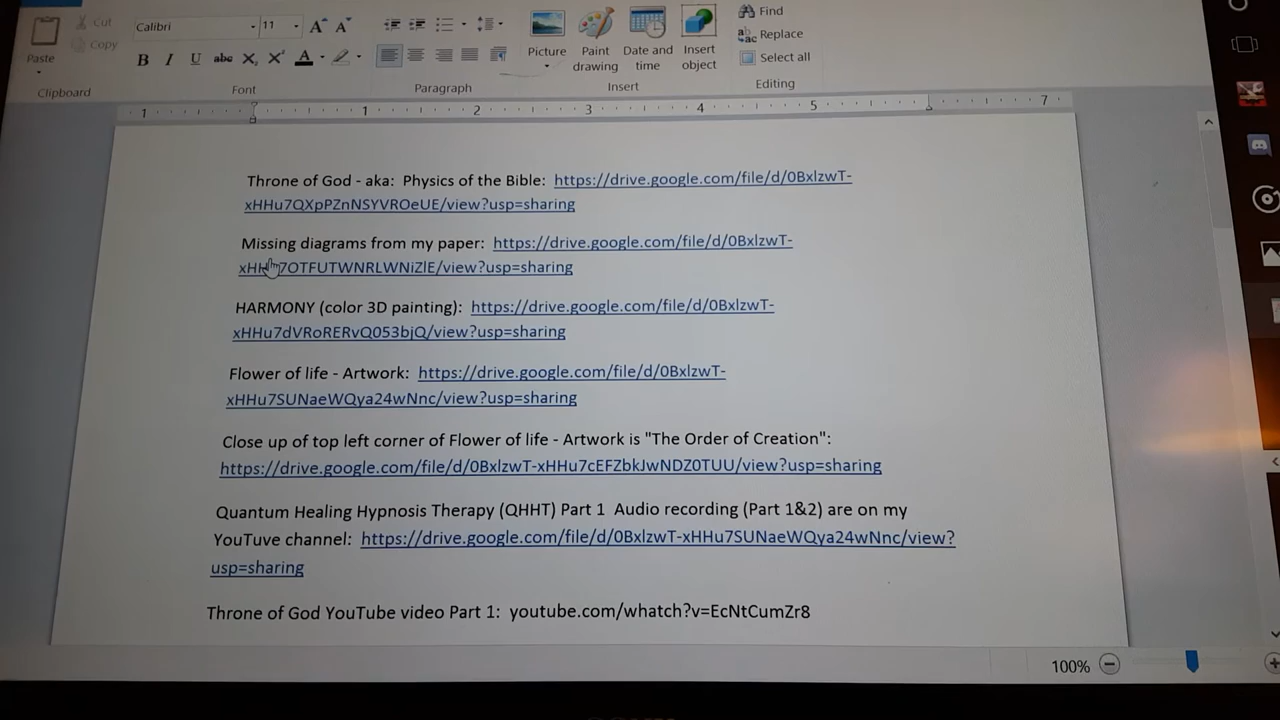 Cut
Calibri
11
Find
Copy
Replace
Paste
B I U abc X X A
Picture
Paint drawing
Date and time
Insert object
Select all
Clipboard
Font
Paragraph
Insert
Editing
1 1 2 3 4 5 7
Throne of God - aka: Physics of the Bible: https://drive.google.com/file/d/0BxlzwT-
xHHu7QXpPZnNSYVROeUE/view?usp=sharing
Missing diagrams from my paper: https://drive.google.com/file/d/0BxlzwT-
7OTFUTWNRLWNiZlE/view?usp=sharing
HARMONY (color 3D painting): https://drive.google.com/file/d/0BxlzwT-
xHHu7dVRoRERvQ053bjQ/view?usp=sharing
Flower of life - Artwork: https://drive.google.com/file/d/0BxlzwT-
xHHu7SUNaeWQya24wNnc/view?usp=sharing
Close up of top left corner of Flower of life - Artwork is "The Order of Creation":
https://drive.google.com/file/d/0BxlzwT-xHHu7cEFZbkJwNDZ0TUU/view?usp=sharing
Quantum Healing Hypnosis Therapy (QHHT) Part 1 Audio recording (Part 1&2) are on my
YouTuve channel: https://drive.google.com/file/d/0BxlzwT-xHHu7SUNaeWQya24wNnc/view?
usp=sharing
Throne of God YouTube video Part 1: youtube.com/whatch?v=EcNtCumZr8
100%